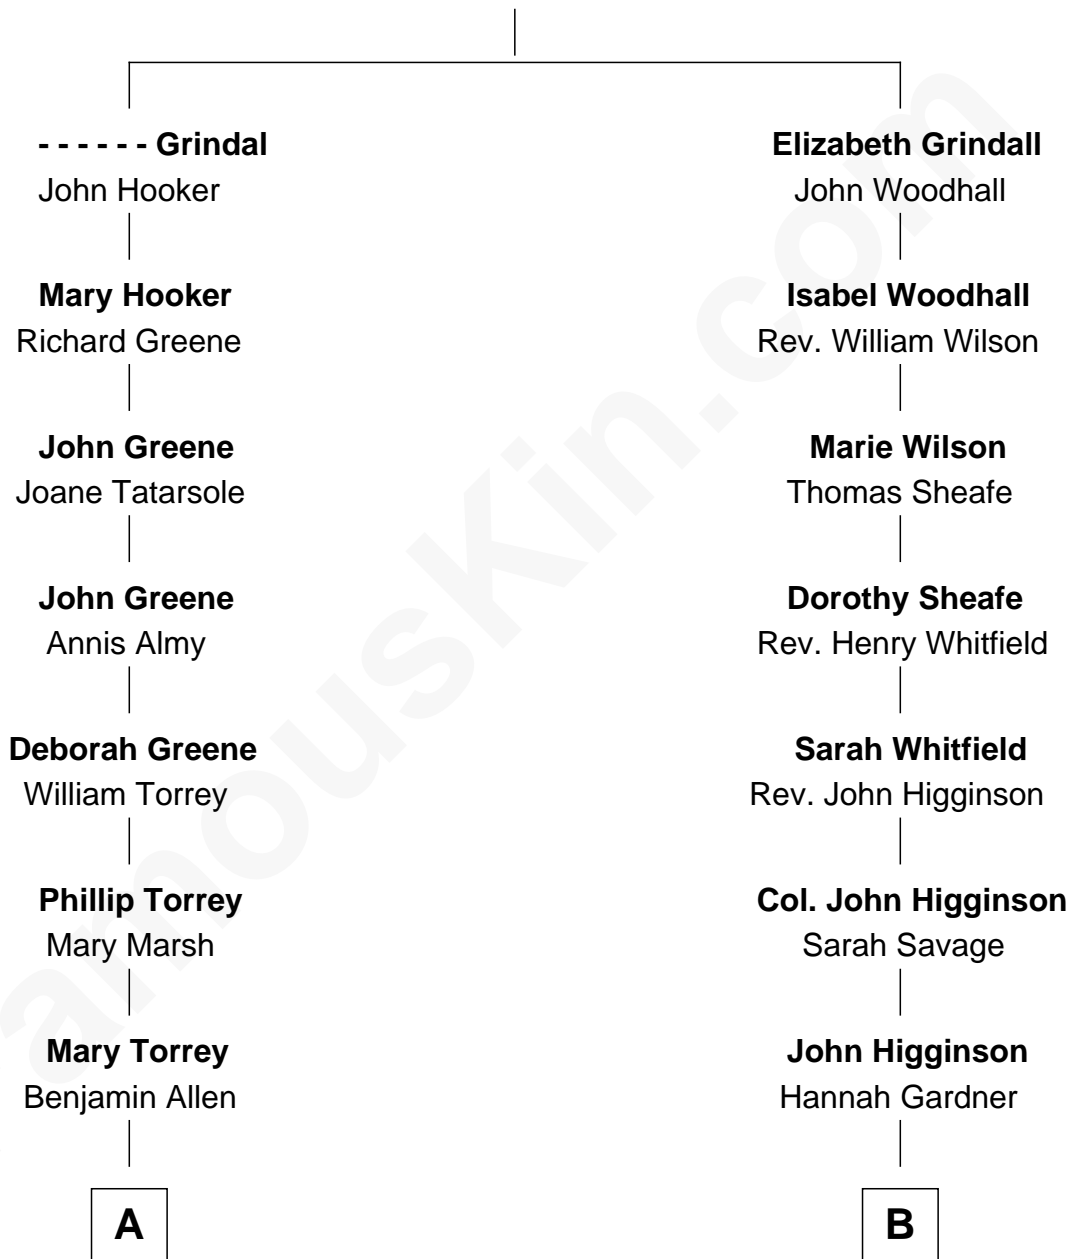 - - - - - - Grindal
John Hooker
Mary Hooker
Richard Greene
John Greene
Joane Tatarsole
John Greene
Annis Almy
Deborah Greene
William Torrey
Phillip Torrey
Mary Marsh
Mary Torrey
Benjamin Allen
A
Elizabeth Grindall
John Woodhall
Isabel Woodhall
Rev. William Wilson
Marie Wilson
Thomas Sheafe
Dorothy Sheafe
Rev. Henry Whitfield
Sarah Whitfield
Rev. John Higginson
Col. John Higginson
Sarah Savage
John Higginson
Hannah Gardner
B
amousKin.com